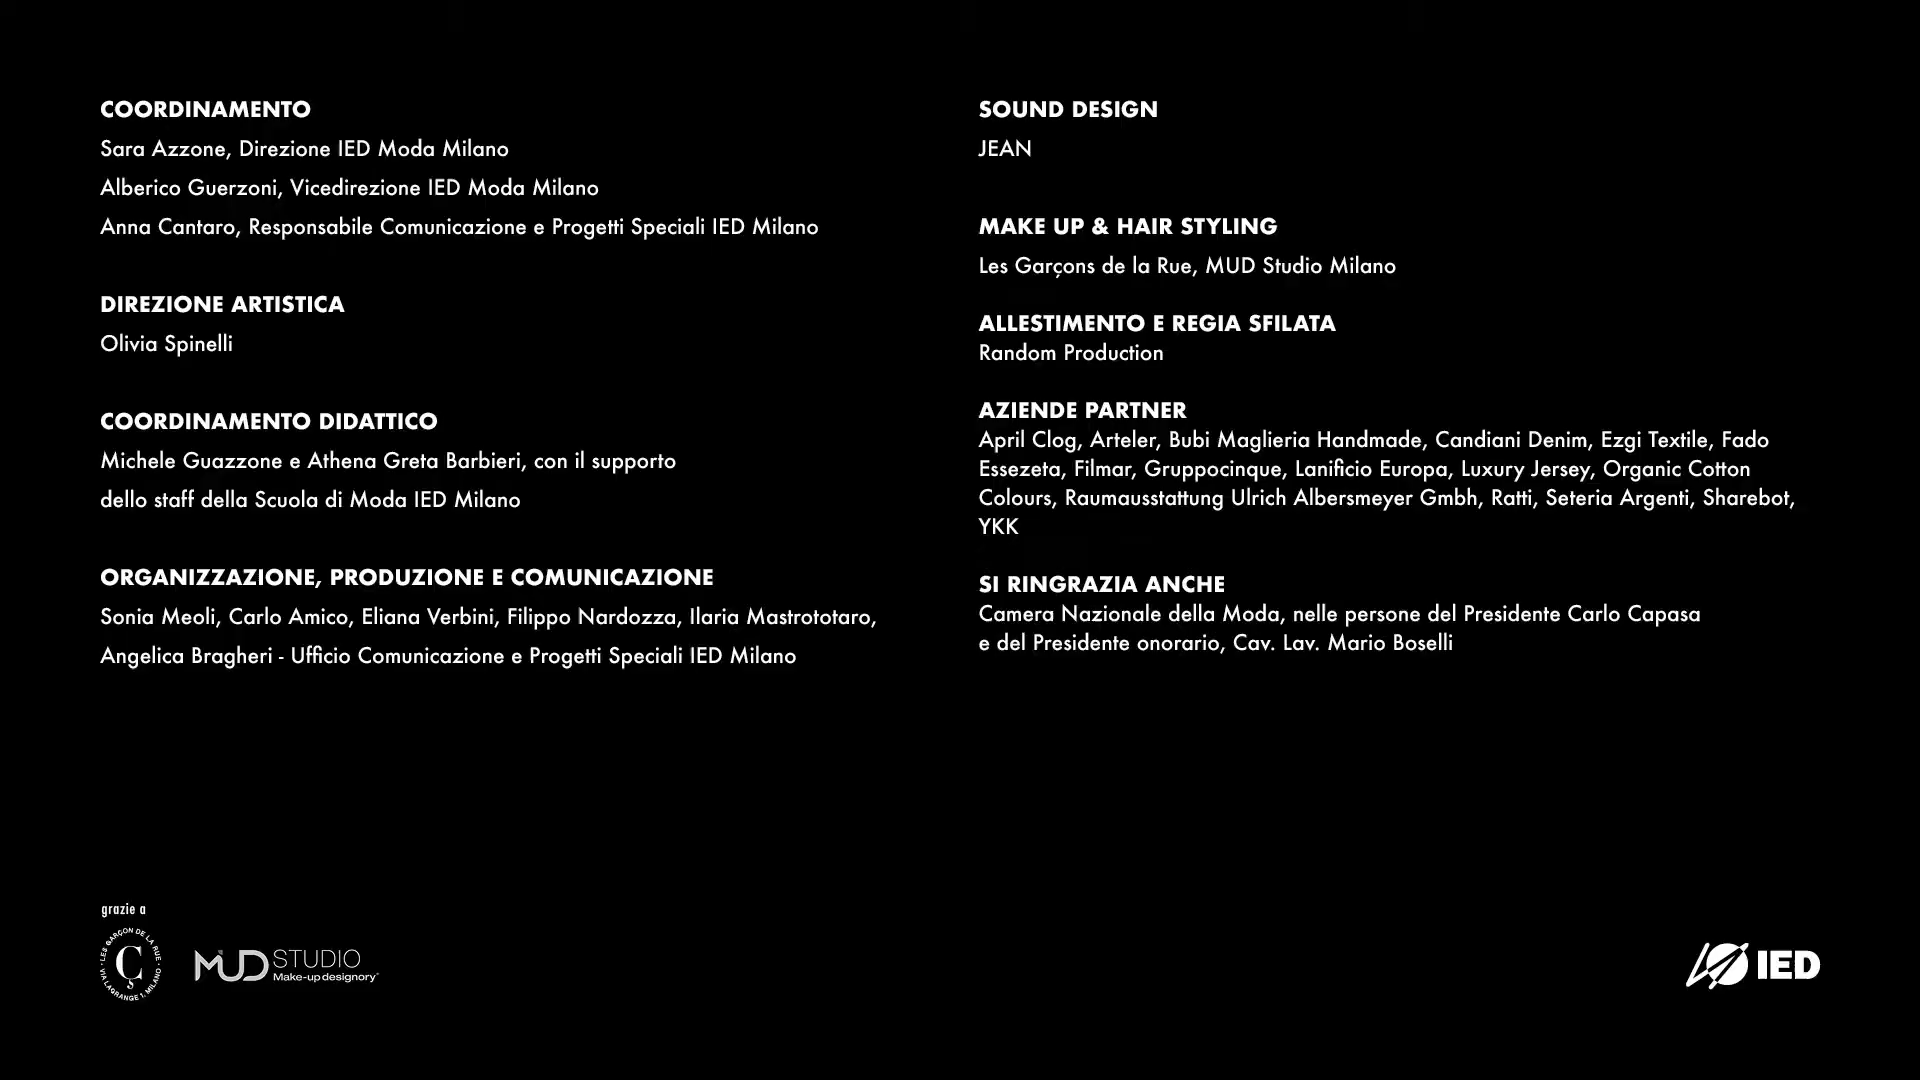 COORDINAMENTO
Sara Azzone, Direzione IED Moda Milano
Alberico Guerzoni, Vicedirezione IED Moda Milano
Anna Cantaro, Responsabile Comunicazione e Progetti Speciali IED Milano
DIREZIONE ARTISTICA
Olivia Spinelli
COORDINAMENTO DIDATTICO
Michele Guazzone e Athena Greta Barbieri, con il supporto
dello staff della Scuola di Moda IED Milano
ORGANIZZAZIONE, PRODUZIONE E COMUNICAZIONE
Sonia Meoli, Carlo Amico, Eliana Verbini, Filippo Nardozza, Ilaria Mastrototaro,
Angelica Bragheri - Ufficio Comunicazione e Progetti Speciali IED Milano
SOUND DESIGN
JEAN
MAKE UP & HAIR STYLING
Les Garçons de la Rue, MUD Studio Milano
ALLESTIMENTO E REGIA SFILATA
Random Production
AZIENDE PARTNER
April Clog, Arteler, Bubi Maglieria Handmade, Candiani Denim, Ezgi Textile, Fado
Essezeta, Filmar, Gruppocinque, Lanificio Europa, Luxury Jersey, Organic Cotton
Colours, Raumausstattung Ulrich Albersmeyer Gmbh, Ratti, Seteria Argenti, Sharebot,
YKK
SI RINGRAZIA ANCHE
Camera Nazionale della Moda, nelle persone del Presidente Carlo Capasa
e del Presidente onorario, Cav. Lav. Mario Boselli
grazie a
· LES GARÇON DE LA RUE ·
Ç
VIA LAGRANGE 1, MILANO
MUD STUDIO
Make-up designory®
IED